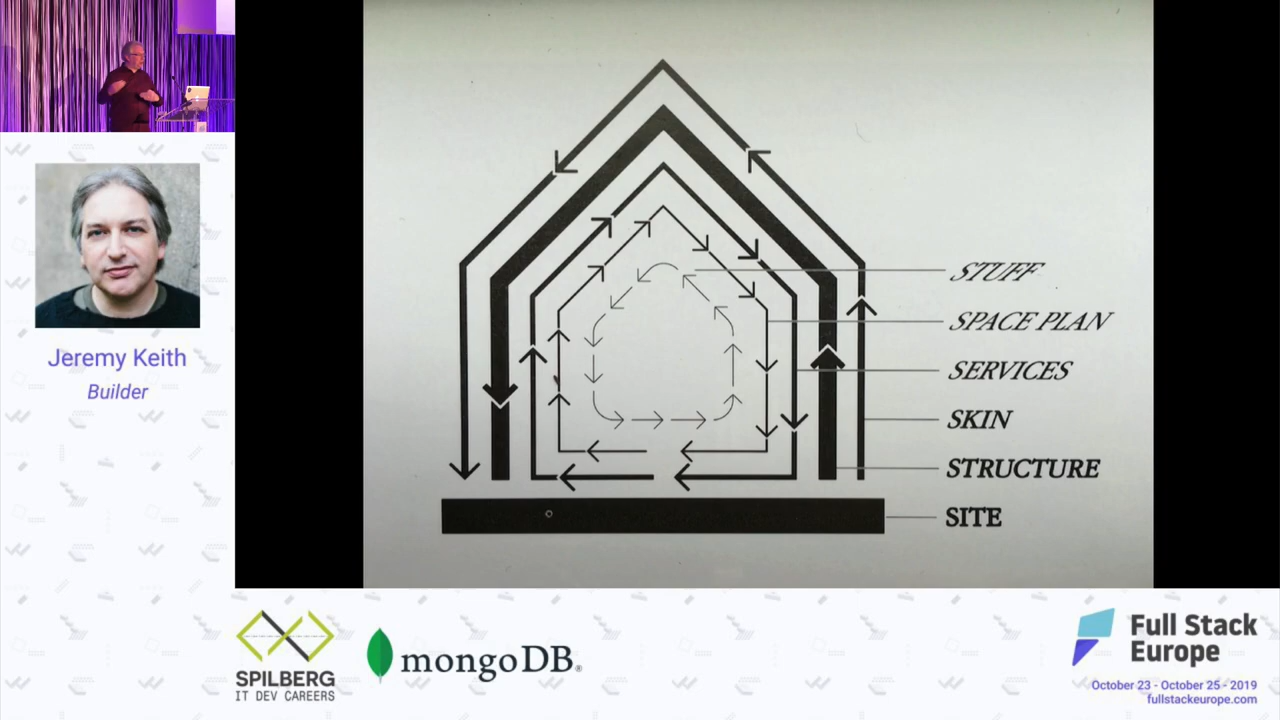 Jeremy Keith
Builder
STUFF
SPACE PLAN
SERVICES
SKIN
STRUCTURE
SITE
SPILBERG
IT DEV CAREERS
mongoDB®
Full Stack
Europe
October 23 - October 25 - 2019
fullstackeurope.com